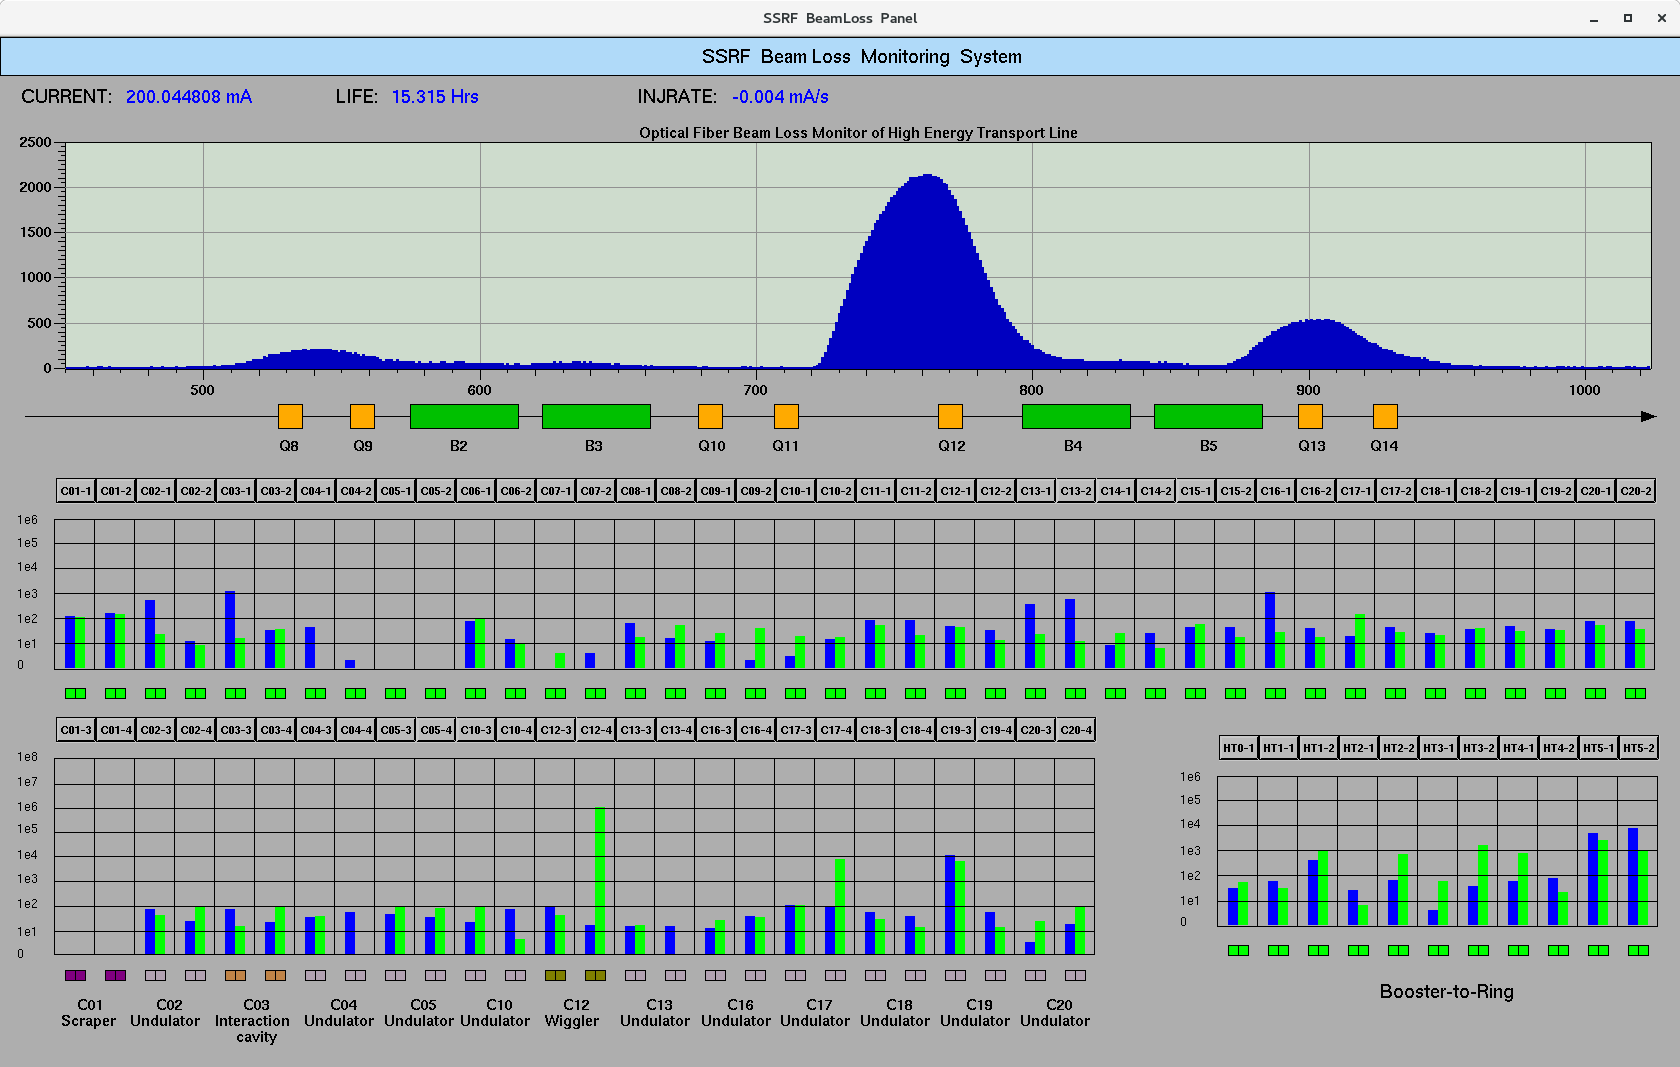 SSRF BeamLoss Panel
SSRF Beam Loss Monitoring System
CURRENT: 200.044808 mA LIFE: 15.315 Hrs INJRATE: -0.004 mA/s
Optical Fiber Beam Loss Monitor of High Energy Transport Line
2500
2000
1500
1000
500
0
500 600 700 800 900 1000
Q8 Q9 B2 B3 Q10 Q11 Q12 B4 B5 Q13 Q14
C01-1 C01-2 C02-1 C02-2 C03-1 C03-2 C04-1 C04-2 C05-1 C05-2 C06-1 C06-2 C07-1 C07-2 C08-1 C08-2 C09-1 C09-2 C10-1 C10-2 C11-1 C11-2 C12-1 C12-2 C13-1 C13-2 C14-1 C14-2 C15-1 C15-2 C16-1 C16-2 C17-1 C17-2 C18-1 C18-2 C19-1 C19-2 C20-1 C20-2
1e6
1e5
1e4
1e3
1e2
1e1
0
C01-3 C01-4 C02-3 C02-4 C03-3 C03-4 C04-3 C04-4 C05-3 C05-4 C10-3 C10-4 C12-3 C12-4 C13-3 C13-4 C16-3 C16-4 C17-3 C17-4 C18-3 C18-4 C19-3 C19-4 C20-3 C20-4
1e8
1e7
1e6
1e5
1e4
1e3
1e2
1e1
0
C01 C02 C03 C04 C05 C10 C12 C13 C16 C17 C18 C19 C20
Scraper Undulator Interaction Undulator Undulator Undulator Wiggler Undulator Undulator Undulator Undulator Undulator Undulator
cavity
HT0-1 HT1-1 HT1-2 HT2-1 HT2-2 HT3-1 HT3-2 HT4-1 HT4-2 HT5-1 HT5-2
1e6
1e5
1e4
1e3
1e2
1e1
0
Booster-to-Ring